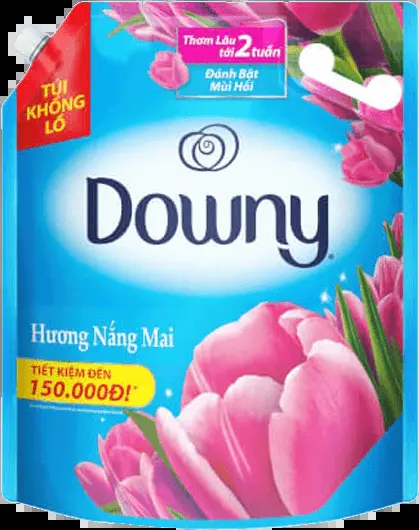 Thơm Lâu
tới 2 tuần
Đánh Bật
Mùi Hôi
TÚI
KHỔNG
LỒ
Downy
Hương Nắng Mai
TIẾT KIỆM ĐẾN
150.000Đ!*